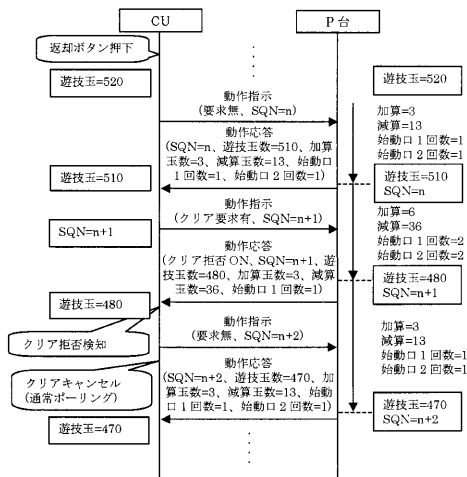 CU
P台
返却ボタン押下
遊技玉=520
遊技玉=520
動作指示
(要求無、SQN=n)
加算=3
減算=13
始動口1回数=1
始動口2回数=1
動作応答
(SQN=n、遊技玉数=510、加算
玉数=3、減算玉数=13、始動口
1回数=1、始動口2回数=1)
遊技玉=510
遊技玉=510
SQN=n
動作指示
(クリア要求有、SQN=n+1)
SQN=n+1
加算=6
減算=36
始動口1回数=2
始動口2回数=2
動作応答
(クリア拒否ON、SQN=n+1、遊
技玉数=480、加算玉数=3、減算
玉数=36、始動口1回数=1)
遊技玉=480
遊技玉=480
SQN=n+1
クリア拒否検知
動作指示
(要求無、SQN=n+2)
加算=3
減算=13
始動口1回数=1
始動口2回数=1
クリアキャンセル
(通常ポーリング)
動作応答
(SQN=n+2、遊技玉数=470、加
算玉数=3、減算玉数=13、始動
口1回数=1、始動口2回数=1)
遊技玉=470
遊技玉=470
SQN=n+2